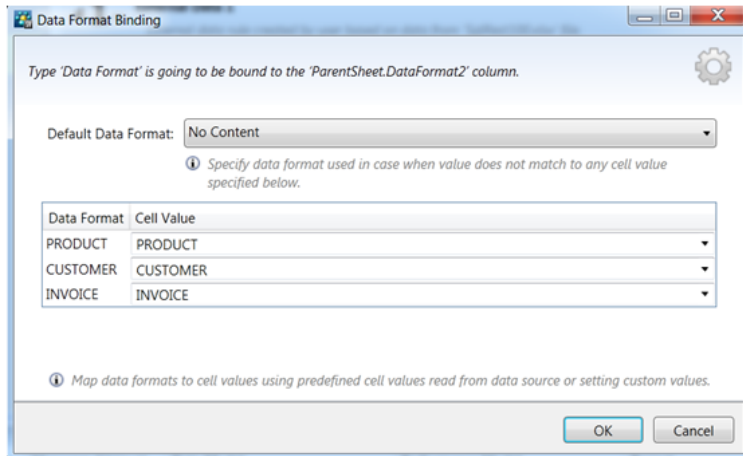 Data Format Binding
Type 'Data Format' is going to be bound to the 'ParentSheet.DataFormat2' column.
Default Data Format: No Content
Specify data format used in case when value does not match to any cell value
specified below.
Data Format Cell Value
PRODUCT PRODUCT
CUSTOMER CUSTOMER
INVOICE INVOICE
Map data formats to cell values using predefined cell values read from data source or setting custom values.
OK Cancel